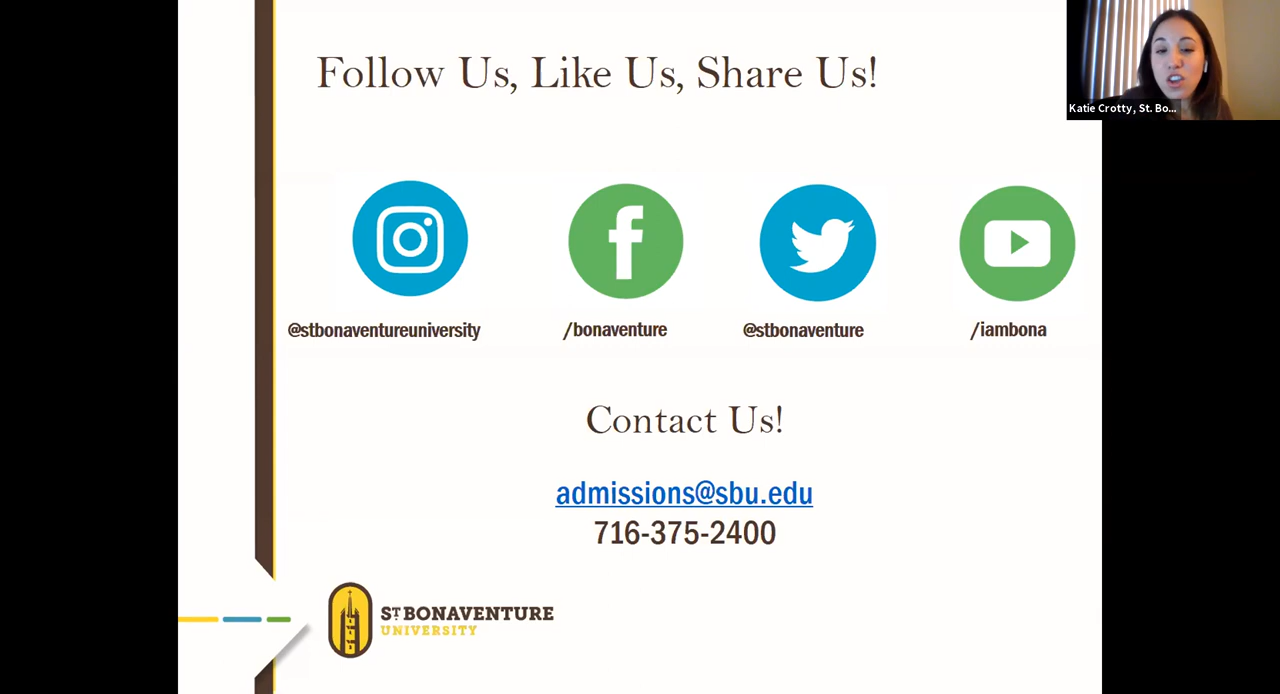 Follow Us, Like Us, Share Us!
Katie Crotty, St. Bo...
@stbonaventureuniversity
/bonaventure
@stbonaventure
/iambona
Contact Us!
admissions@sbu.edu
716-375-2400
ST. BONAVENTURE
UNIVERSITY